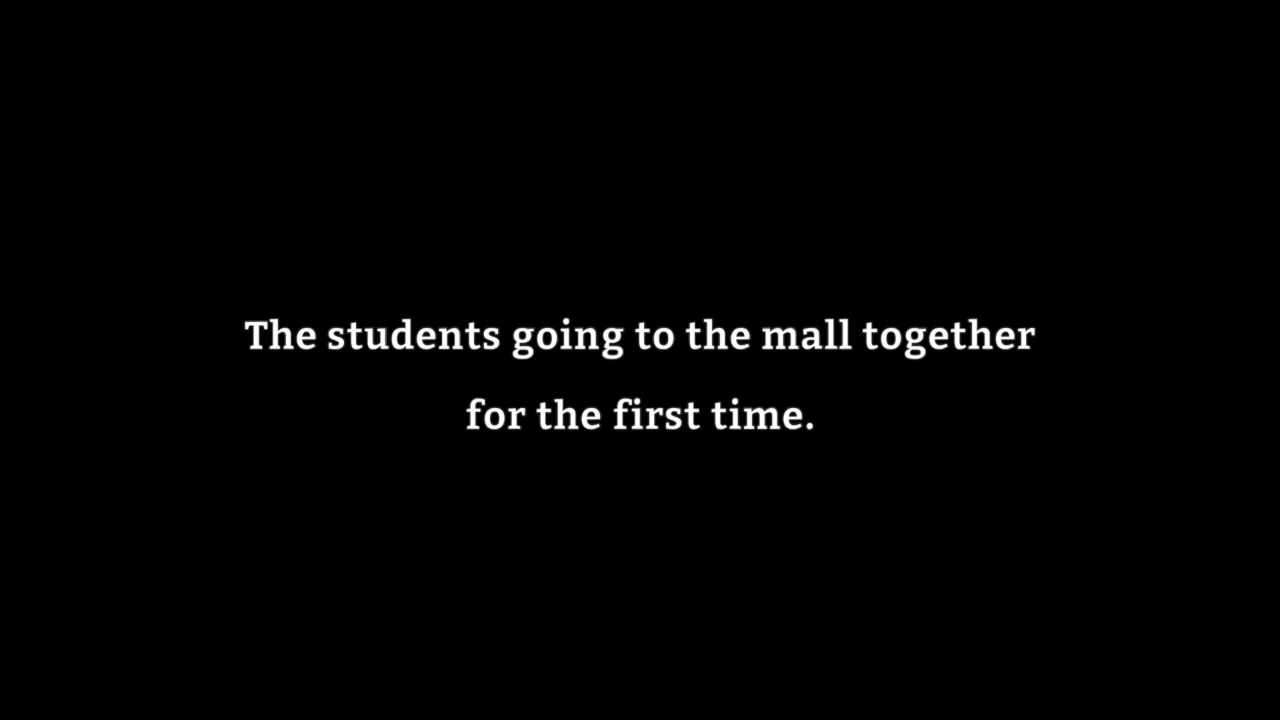 The students going to the mall together
for the first time.